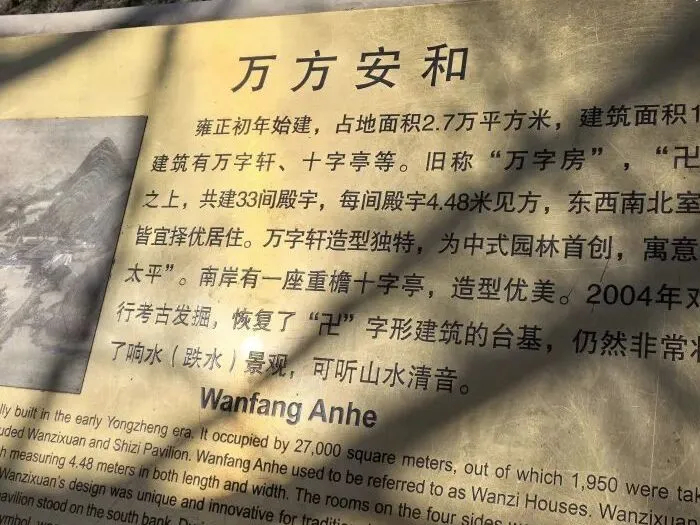 万方安和
雍正初年始建，占地面积2.7万平方米，建筑面积1
建筑有万字轩、十字亭等。旧称“万字房”，“卍
之上，共建33间殿宇，每间殿宇4.48米见方，东西南北室
皆宜择优居住。万字轩造型独特，为中式园林首创，寓意
太平”。南岸有一座重檐十字亭，造型优美。2004年对
行考古发掘，恢复了“卍”字形建筑的台基，仍然非常壮
了响水（跌水）景观，可听山水清音。
Wanfang Anhe
lly built in the early Yongzheng era. It occupied by 27,000 square meters, out of which 1,950 were tak
uded Wanzixuan and Shizi Pavilion. Wanfang Anhe used to be referred to as Wanzi Houses. Wanzixuan
h measuring 4.48 meters in both length and width. The rooms on the four sides
Wanzixuan's design was unique and innovative for tradition
avilion stood on the south bank.
symbol